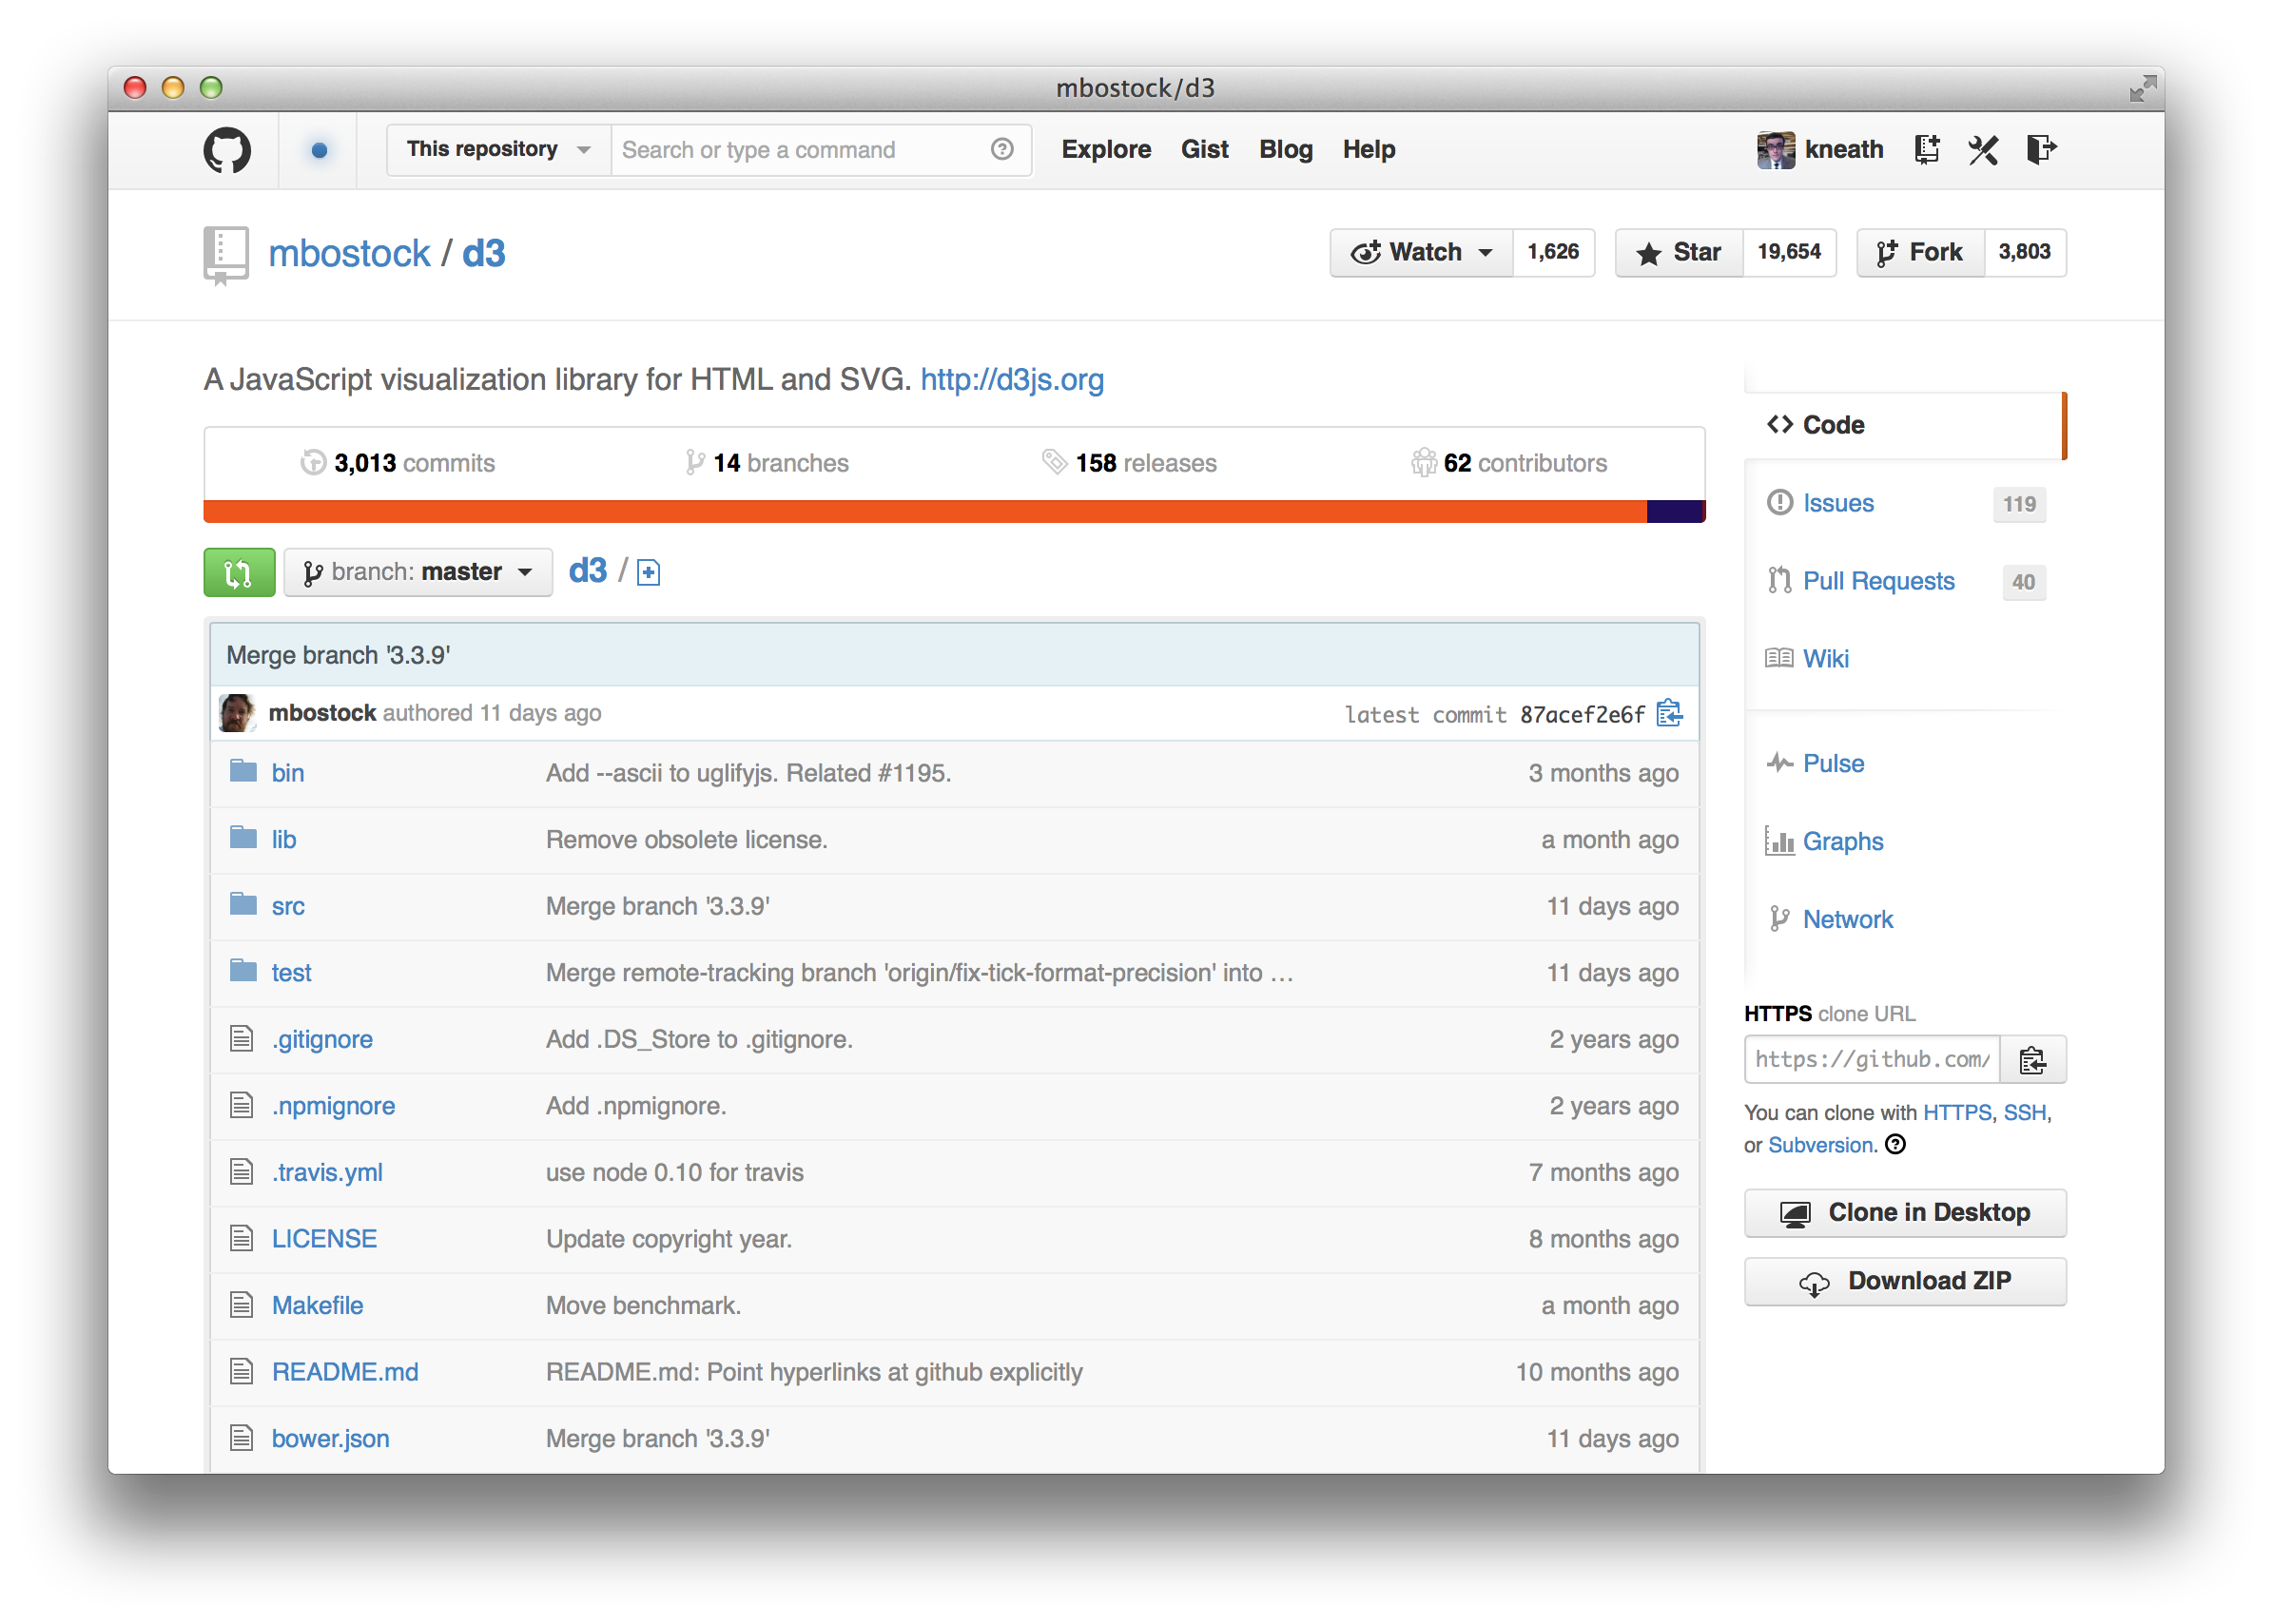 mbostock/d3
This repository Search or type a command Explore Gist Blog Help kneath
mbostock / d3 Watch 1,626 Star 19,654 Fork 3,803
A JavaScript visualization library for HTML and SVG. http://d3js.org
3,013 commits 14 branches 158 releases 62 contributors
branch: master d3 /
Merge branch '3.3.9'
mbostock authored 11 days ago latest commit 87acef2e6f
bin Add --ascii to uglifyjs. Related #1195. 3 months ago
lib Remove obsolete license. a month ago
src Merge branch '3.3.9' 11 days ago
test Merge remote-tracking branch 'origin/fix-tick-format-precision' into … 11 days ago
.gitignore Add .DS_Store to .gitignore. 2 years ago
.npmignore Add .npmignore. 2 years ago
.travis.yml use node 0.10 for travis 7 months ago
LICENSE Update copyright year. 8 months ago
Makefile Move benchmark. a month ago
README.md README.md: Point hyperlinks at github explicitly 10 months ago
bower.json Merge branch '3.3.9' 11 days ago
Code
Issues 119
Pull Requests 40
Wiki
Pulse
Graphs
Network
HTTPS clone URL
https://github.com/
You can clone with HTTPS, SSH,
or Subversion.
Clone in Desktop
Download ZIP